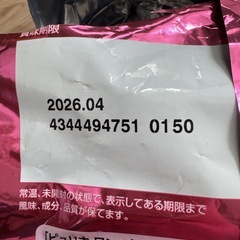 賞味期限
2026.04
4344494751 0150
常温、未開封の状態で、表示してある期限まで
風味、成分、品質が保てます。